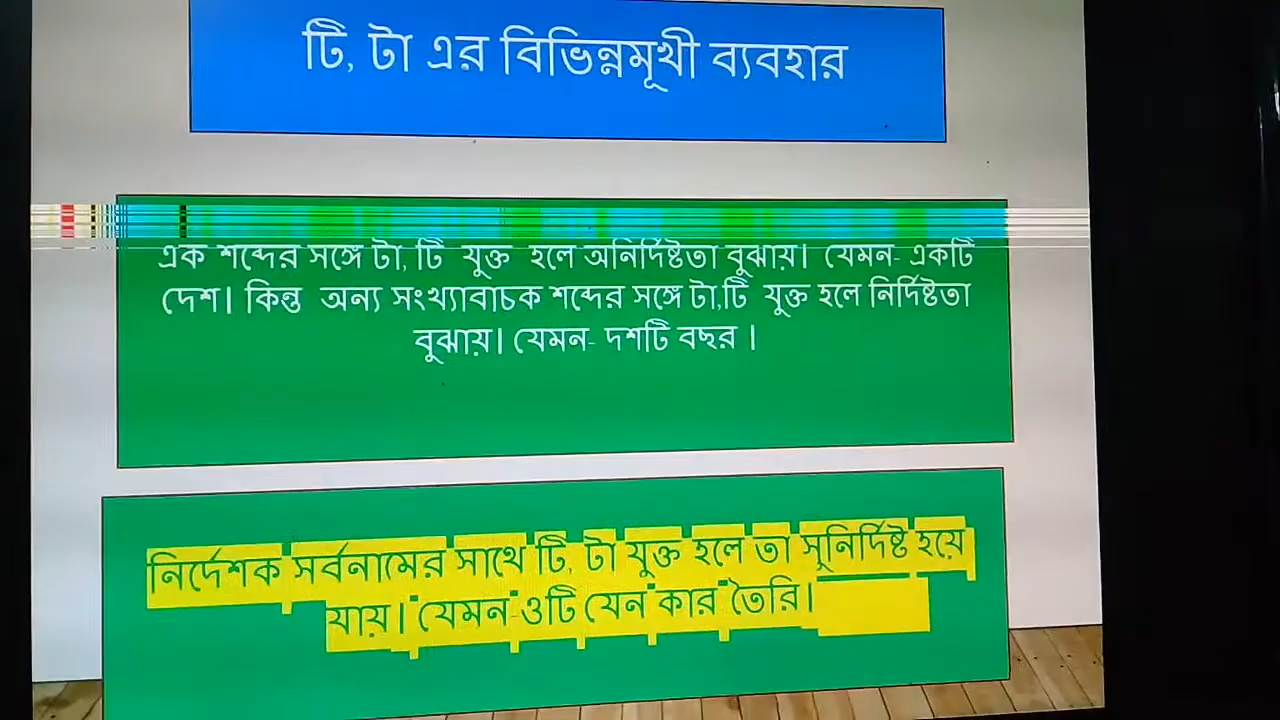 টি, টা এর বিভিন্নমূখী ব্যবহার
এক শব্দের সঙ্গে টা, টি যুক্ত হলে অনির্দিষ্টতা বুঝায়। যেমন- একটি
দেশ। কিন্তু অন্য সংখ্যাবাচক শব্দের সঙ্গে টা,টি যুক্ত হলে নির্দিষ্টতা
বুঝায়। যেমন- দশটি বছর ।
নির্দেশক সর্বনামের সাথে টি, টা যুক্ত হলে তা সুনির্দিষ্ট হয়ে
যায়। যেমন-ওটি যেন কার তৈরি।